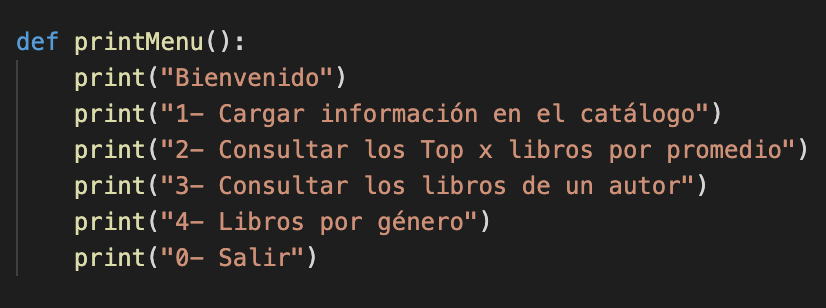 def printMenu():
    print("Bienvenido")
    print("1- Cargar información en el catálogo")
    print("2- Consultar los Top x libros por promedio")
    print("3- Consultar los libros de un autor")
    print("4- Libros por género")
    print("0- Salir")